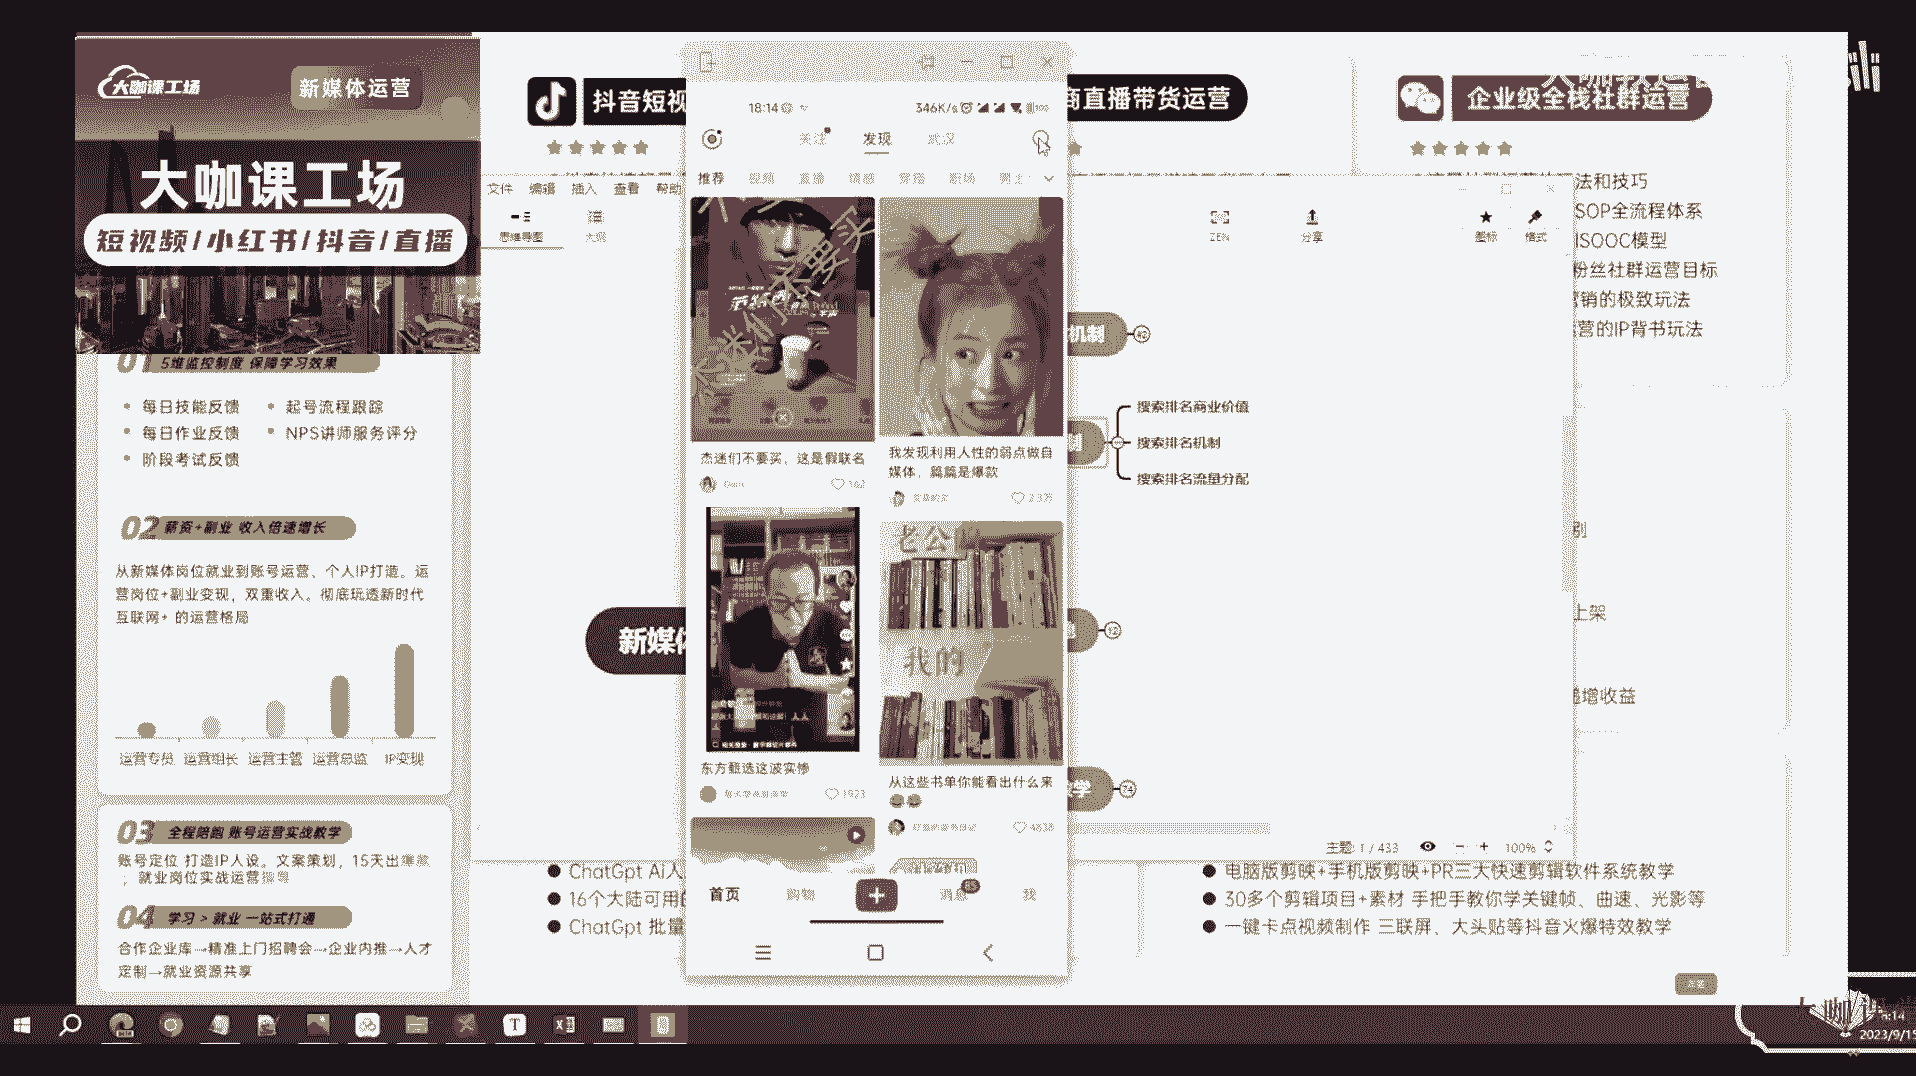 大咖课工场
新媒体运营
大咖课工场
短视频/小红书/抖音/直播
01 5维监控制度 保障学习效果
每日技能反馈
起号流程跟踪
每日作业反馈
NPS讲师服务评分
阶段考试反馈
02 薪资+副业 收入倍速增长
从新媒体岗位就业到账号运营、个人IP打造。运
营岗位+副业变现，双重收入。彻底玩透新时代
互联网+ 的运营格局
运营专员 运营组长 运营主管 运营总监 IP变现
03 全程陪跑 账号运营实战教学
账号定位 打造IP人设。文案策划，15天出爆款
；就业岗位实战运营指导
04 学习 > 就业 一站式打通
合作企业库→精准上门招聘会→企业内推→人才
定制→就业资源共享
抖音短视
商直播带货运营
企业级全栈社群运营
法和技巧
SOP全流程体系
ISOOC模型
粉丝社群运营目标
营销的极致玩法
运营的IP背书玩法
文件 编辑 插入 查看 帮助
思维导图 大纲
ZEN 分享 图标 格式
18:14
346K/s
关注 发现 武汉
推荐 视频 直播 情感 穿搭 职场 男士
杰迷们不要买，这是假联名
162
我发现利用人性的弱点做自
媒体，篇篇是爆款
2.3万
老公
我的
东方甄选这波实惨
1923
从这些书单你能看出什么来
4838
首页 购物 消息 85 我
新媒体
机制 42
搜索排名商业价值
搜索排名机制
搜索排名流量分配
12
学 74
上架
递增收益
主题: 1 / 433
100%
ChatGpt AI人
16个大陆可用的
ChatGpt 批量
电脑版剪映+手机版剪映+PR三大快速剪辑软件系统教学
30多个剪辑项目+素材 手把手教你学关键帧、曲速、光影等
一键卡点视频制作 三联屏、大头贴等抖音火爆特效教学
2023/9/15